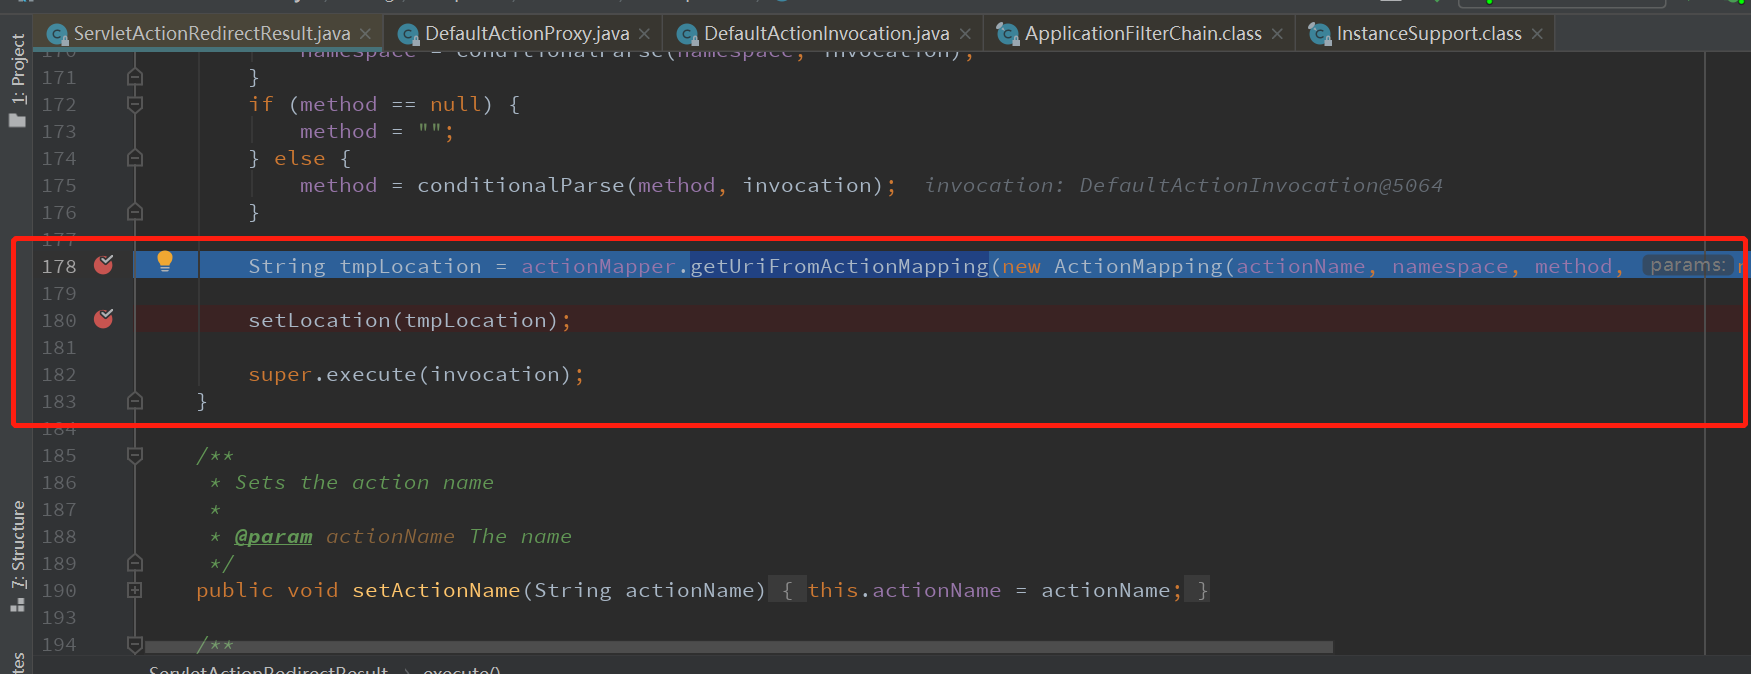 ServletActionRedirectResult.java DefaultActionProxy.java DefaultActionInvocation.java ApplicationFilterChain.class InstanceSupport.class
1: Project
7: Structure
170 namespace = conditionalParse(namespace, invocation);
171 }
172 if (method == null) {
173 method = "";
174 } else {
175 method = conditionalParse(method, invocation); invocation: DefaultActionInvocation@5064
176 }
177
178 String tmpLocation = actionMapper.getUriFromActionMapping(new ActionMapping(actionName, namespace, method, params:
179
180 setLocation(tmpLocation);
181
182 super.execute(invocation);
183 }
184
185 /**
186 * Sets the action name
187 *
188 * @param actionName The name
189 */
190 public void setActionName(String actionName) { this.actionName = actionName; }
193
194 /**
ServletActionRedirectResult > execute()